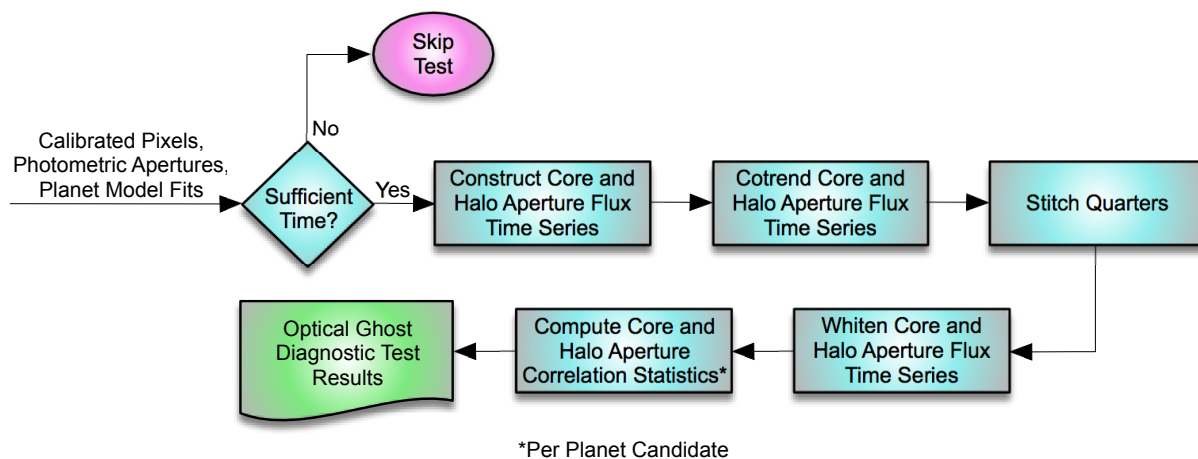 Skip
Test
No
Calibrated Pixels,
Photometric Apertures,
Planet Model Fits
Sufficient
Time?
Yes
Construct Core and
Halo Aperture Flux
Time Series
Cotrend Core and
Halo Aperture Flux
Time Series
Stitch Quarters
Whiten Core and
Halo Aperture Flux
Time Series
Compute Core and
Halo Aperture
Correlation Statistics*
Optical Ghost
Diagnostic Test
Results
*Per Planet Candidate